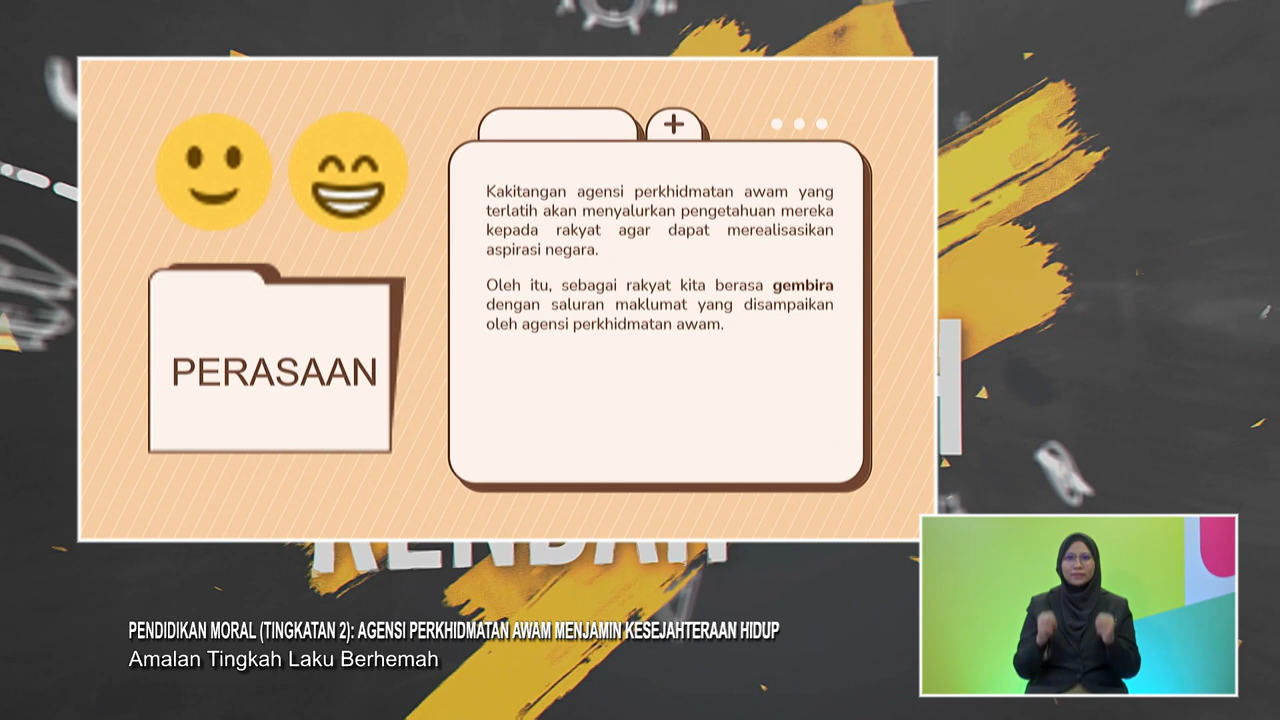 Kakitangan agensi perkhidmatan awam yang
terlatih akan menyalurkan pengetahuan mereka
kepada rakyat agar dapat merealisasikan
aspirasi negara.
Oleh itu, sebagai rakyat kita berasa gembira
dengan saluran maklumat yang disampaikan
oleh agensi perkhidmatan awam.
PERASAAN
PENDIDIKAN MORAL (TINGKATAN 2): AGENSI PERKHIDMATAN AWAM MENJAMIN KESEJAHTERAAN HIDUP
Amalan Tingkah Laku Berhemah